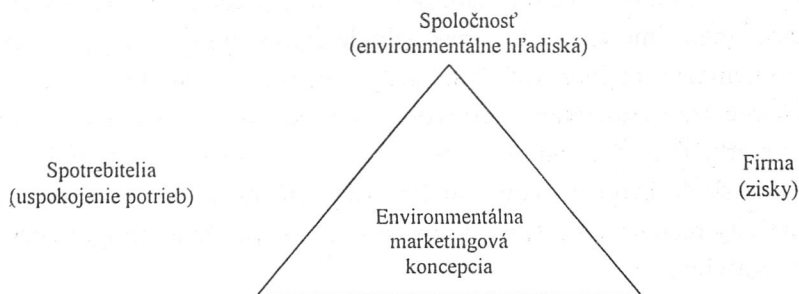 Spoločnosť
(environmentálne hľadiská)
Spotrebitelia
(uspokojenie potrieb)
Firma
(zisky)
Environmentálna
marketingová
koncepcia